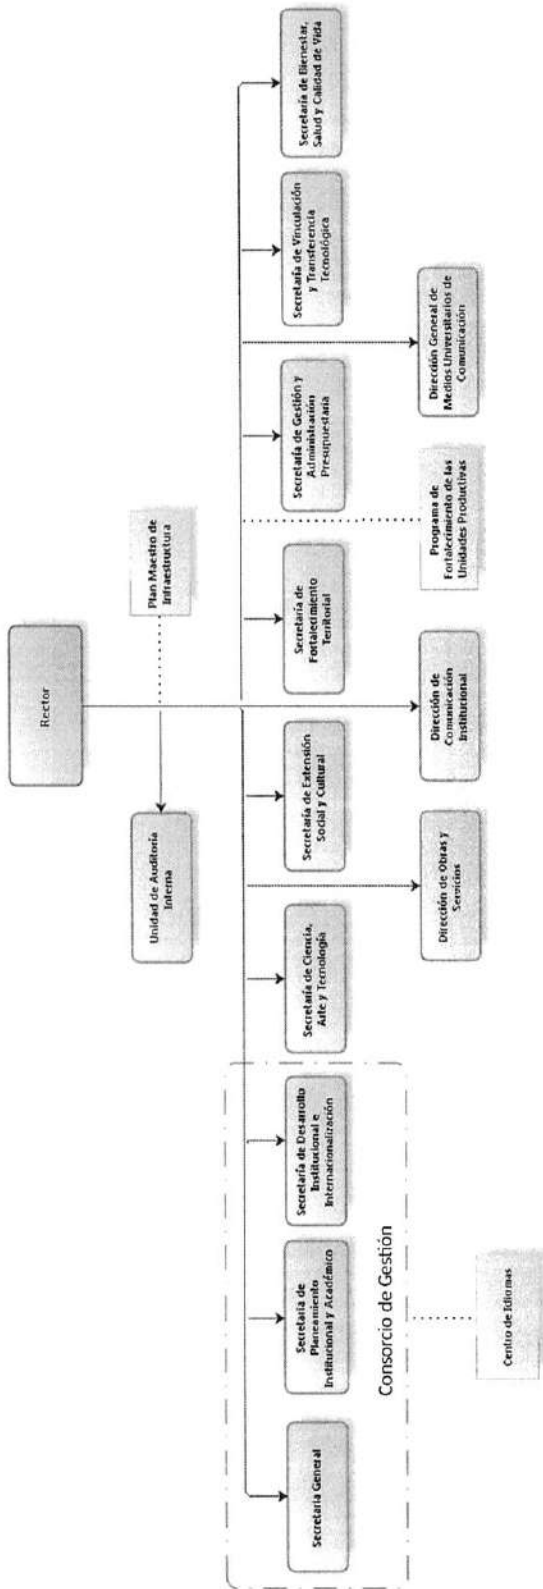 Rector
Unidad de Auditoría
Interna
Plan Maestro de
Infraestructura
Secretaria General
Secretaría de
Planeamiento
Institucional y Académico
Secretaría de Desarrollo
Institucional e
Internacionalización
Secretaría de Ciencia,
Arte y Tecnología
Secretaría de Extensión
Social y Cultural
Secretaría de
Fortalecimiento
Territorial
Secretaría de Gestión y
Administración
Presupuestaria
Secretaría de Vinculación
y Transferencia
Tecnológica
Secretaría de Bienestar,
Salud y Calidad de Vida
Consorcio de Gestión
Dirección de Obras y
Servicios
Dirección de
Comunicación
Institucional
Programa de
Fortalecimiento de las
Unidades Productivas
Dirección General de
Medios Universitarios de
Comunicación
Centro de Idiomas